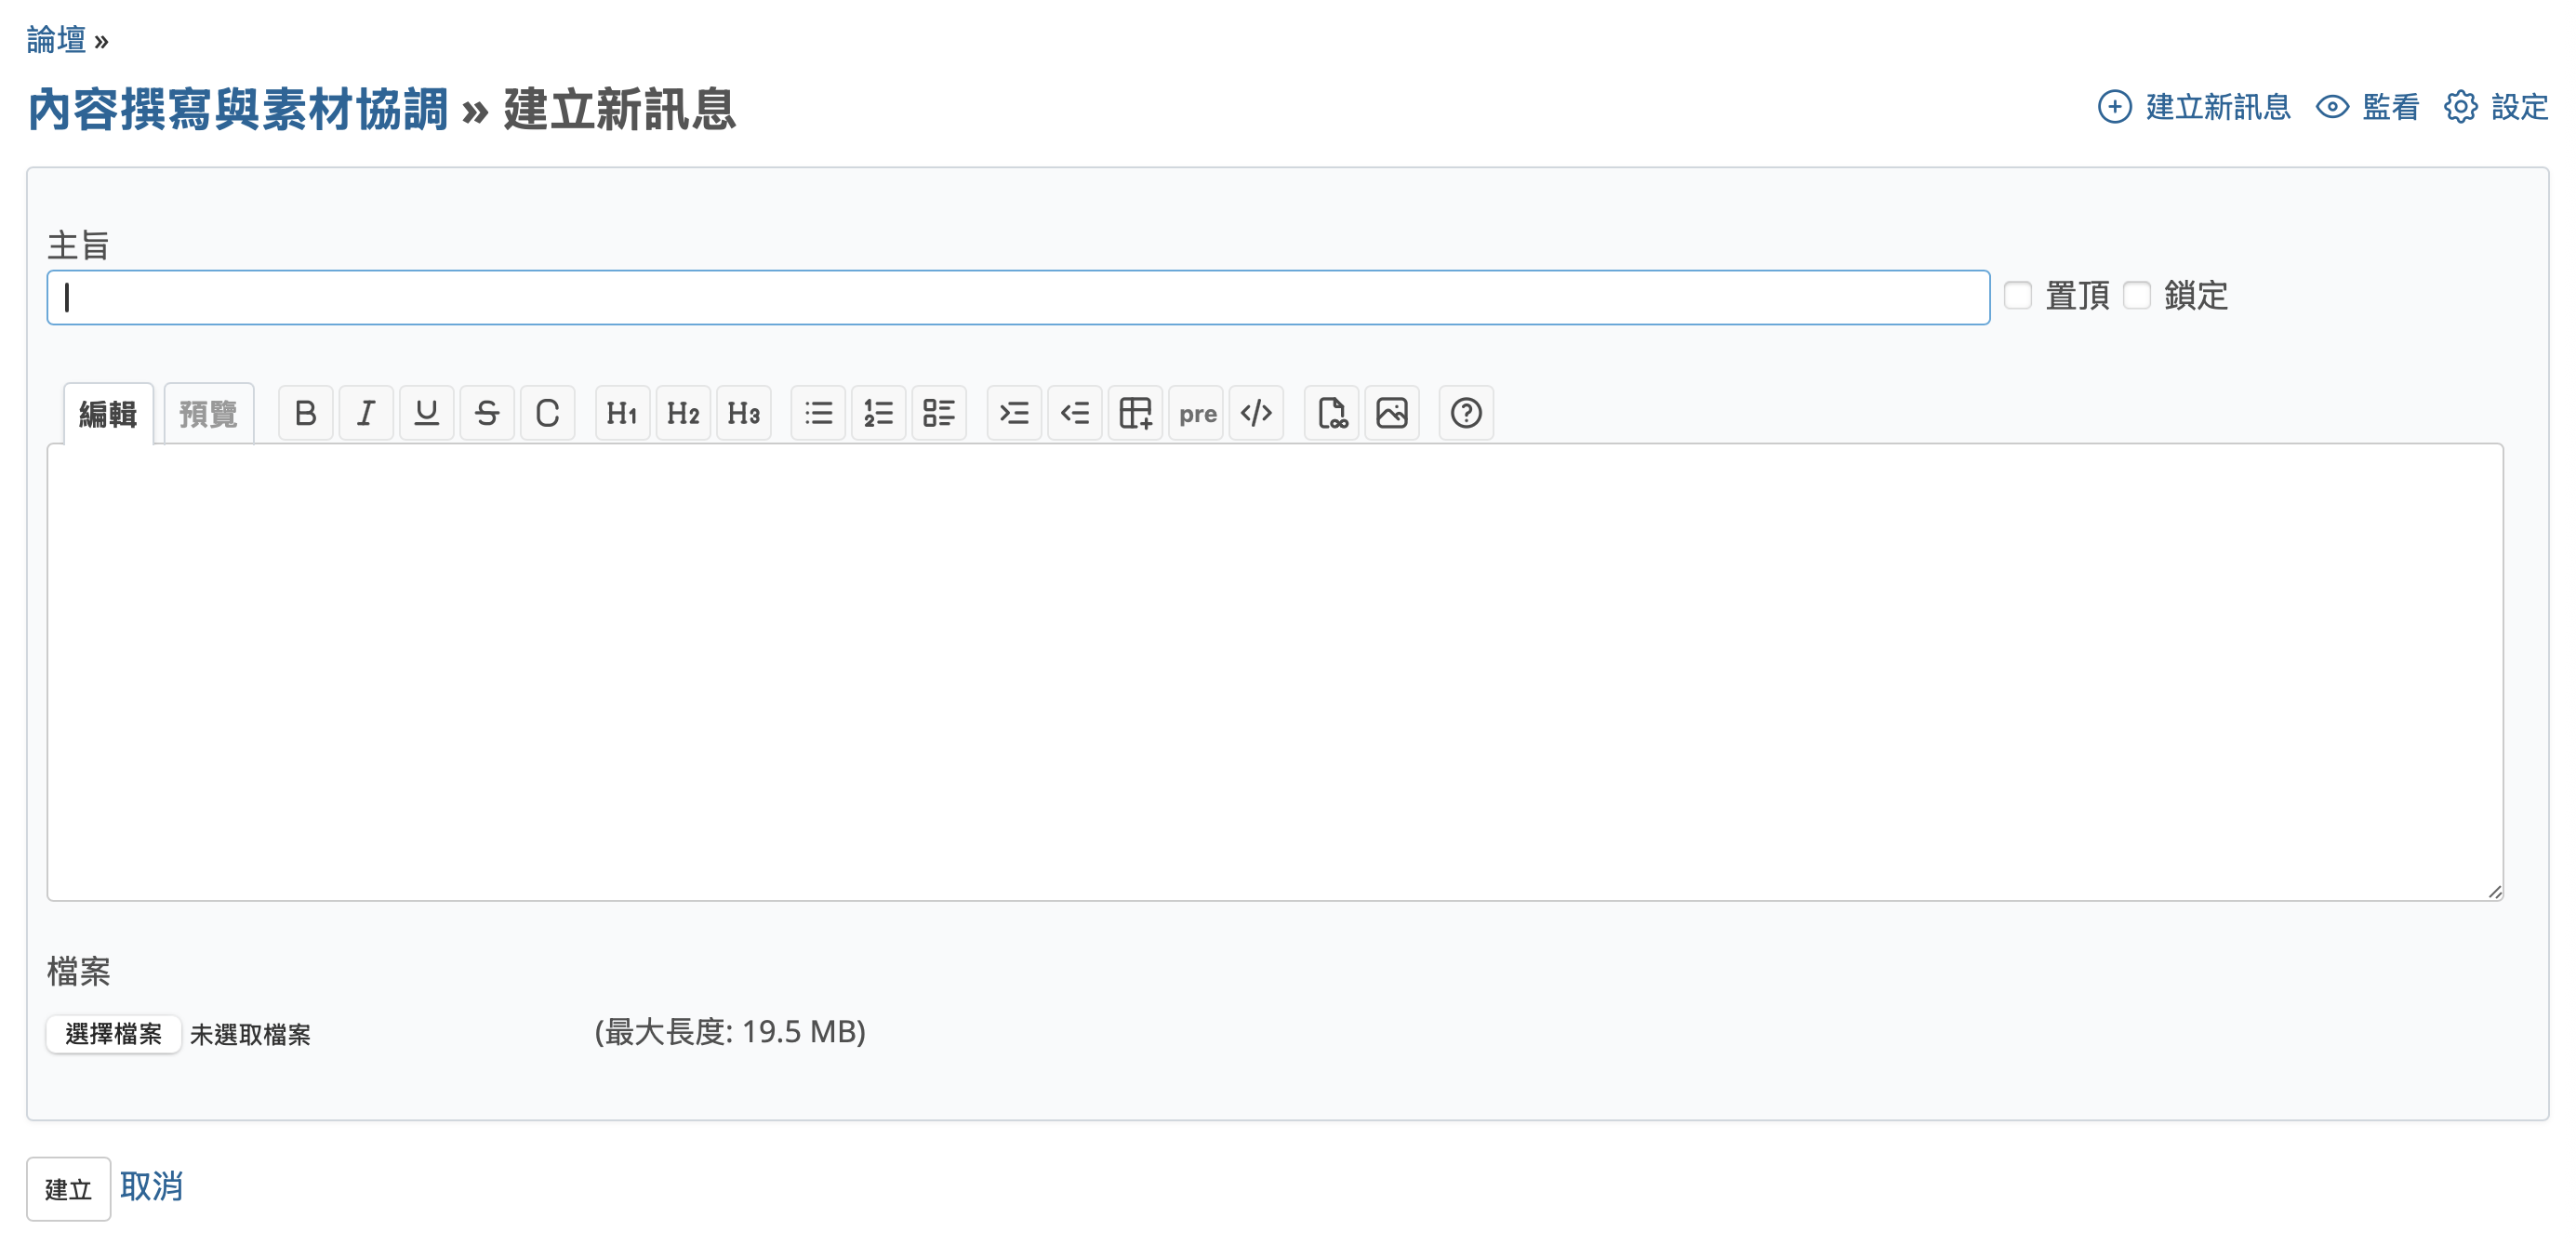 論壇 »
內容撰寫與素材協調 » 建立新訊息
建立新訊息 監看 設定
主旨
置頂 鎖定
編輯 預覽 B I U S C H1 H2 H3 pre
檔案
選擇檔案 未選取檔案 (最大長度: 19.5 MB)
建立 取消